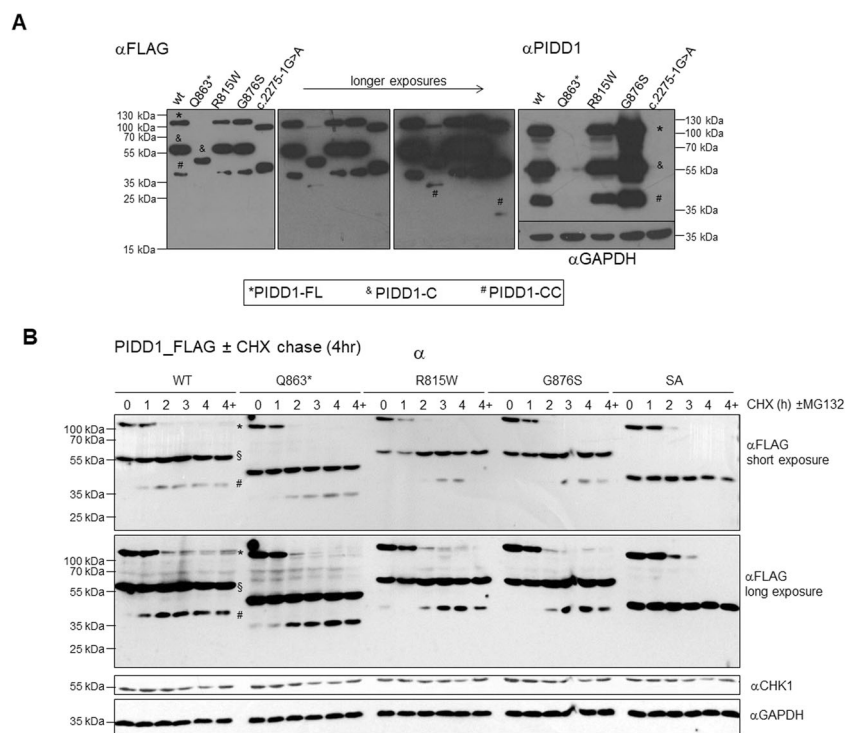 A
αFLAG
αPIDD1
wt Q863* R815W G876S c.2275-1G>A
longer exposures
wt Q863* R815W G876S c.2275-1G>A
130 kDa
100 kDa
70 kDa
55 kDa
35 kDa
25 kDa
15 kDa
*
&
#
&
#
#
*
&
#
130 kDa
100 kDa
70 kDa
55 kDa
35 kDa
35 kDa
αGAPDH
*PIDD1-FL &PIDD1-C #PIDD1-CC
B
PIDD1_FLAG ± CHX chase (4hr) α
WT Q863* R815W G876S SA
0 1 2 3 4 4+ 0 1 2 3 4 4+ 0 1 2 3 4 4+ 0 1 2 3 4 4+ 0 1 2 3 4 4+ CHX (h) ±MG132
100 kDa
70 kDa
55 kDa
35 kDa
25 kDa
*
§
#
αFLAG
short exposure
100 kDa
70 kDa
55 kDa
35 kDa
25 kDa
*
§
#
αFLAG
long exposure
55 kDa
αCHK1
35 kDa
αGAPDH